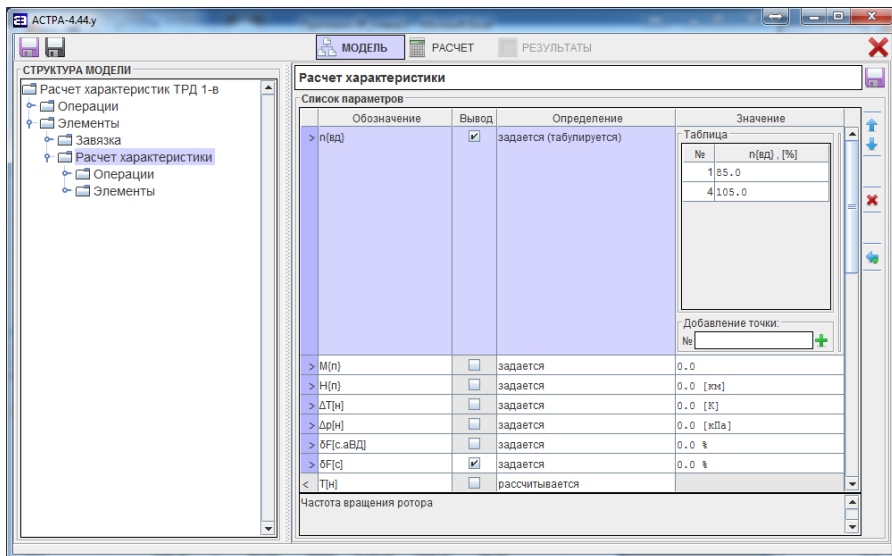 АСТРА-4.44.у
МОДЕЛЬ РАСЧЕТ РЕЗУЛЬТАТЫ
СТРУКТУРА МОДЕЛИ
Расчет характеристик ТРД 1-в
Операции
Элементы
Завязка
Расчет характеристики
Операции
Элементы
Расчет характеристики
Список параметров
Обозначение Вывод Определение Значение
> n{вд} задается (табулируется)
Таблица
№ n{вд} , [%]
1 85.0
4 105.0
Добавление точки:
№
> M{п} задается 0.0
> H{п} задается 0.0 [км]
> ΔT[н] задается 0.0 [K]
> Δp[н] задается 0.0 [кПа]
> δF[с.аВД] задается 0.0 %
> δF[с] задается 0.0 %
< T[н] рассчитывается
Частота вращения ротора